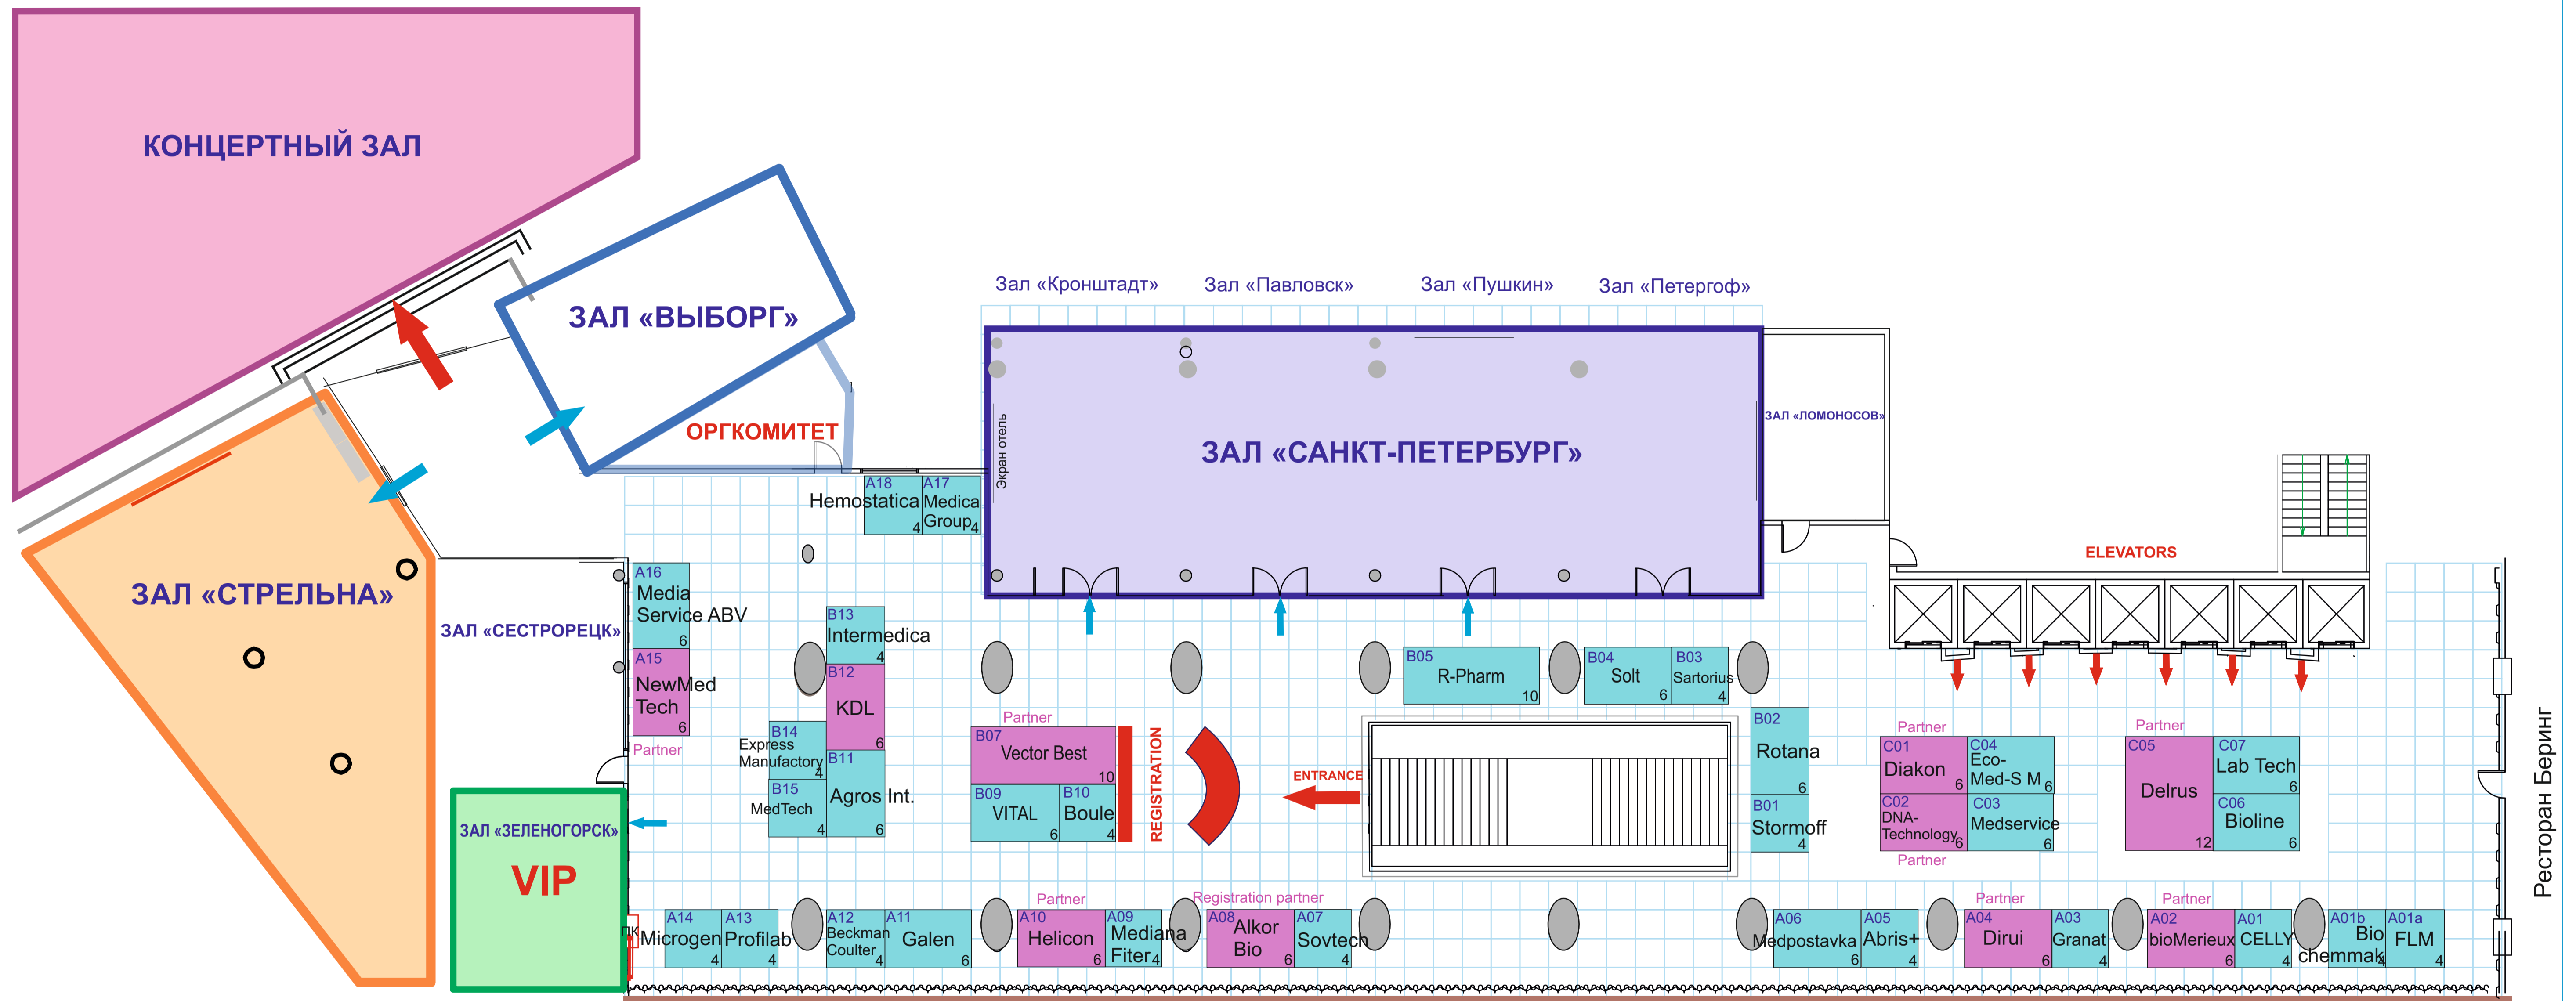 КОНЦЕРТНЫЙ ЗАЛ
ЗАЛ «ВЫБОРГ»
ОРГКОМИТЕТ
ЗАЛ «СТРЕЛЬНА»
ЗАЛ «СЕСТРОРЕЦК»
ЗАЛ «ЗЕЛЕНОГОРСК»
VIP
Зал «Кронштадт»
Зал «Павловск»
Зал «Пушкин»
Зал «Петергоф»
Экран отель
ЗАЛ «САНКТ-ПЕТЕРБУРГ»
ЗАЛ «ЛОМОНОСОВ»
ELEVATORS
Ресторан Беринг
A18
Hemostatica
4
A17
Medica
Group
4
A16
Media
Service ABV
6
A15
NewMed
Tech
6
Partner
B13
Intermedica
4
B12
KDL
6
B14
Express
Manufactory
4
B11
Agros Int.
6
B15
MedTech
4
Partner
B07
Vector Best
10
B09
VITAL
6
B10
Boule
4
REGISTRATION
ENTRANCE
B05
R-Pharm
10
B04
Solt
6
B03
Sartorius
4
B02
Rotana
6
B01
Stormoff
4
Partner
C01
Diakon
6
C04
Eco-
Med-S M
6
C02
DNA-
Technology
6
C03
Medservice
6
Partner
Partner
C05
Delrus
12
C07
Lab Tech
6
C06
Bioline
6
ПК
A14
Microgen
4
A13
Profilab
4
A12
Beckman
Coulter
4
A11
Galen
6
Partner
A10
Helicon
6
A09
Mediana
Fiter
4
Registration partner
A08
Alkor
Bio
6
A07
Sovtech
4
A06
Medpostavka
6
A05
Abris+
4
Partner
A04
Dirui
6
A03
Granat
4
Partner
A02
bioMerieux
6
A01
CELLY
4
A01b
Bio
chemmak
4
A01a
FLM
4